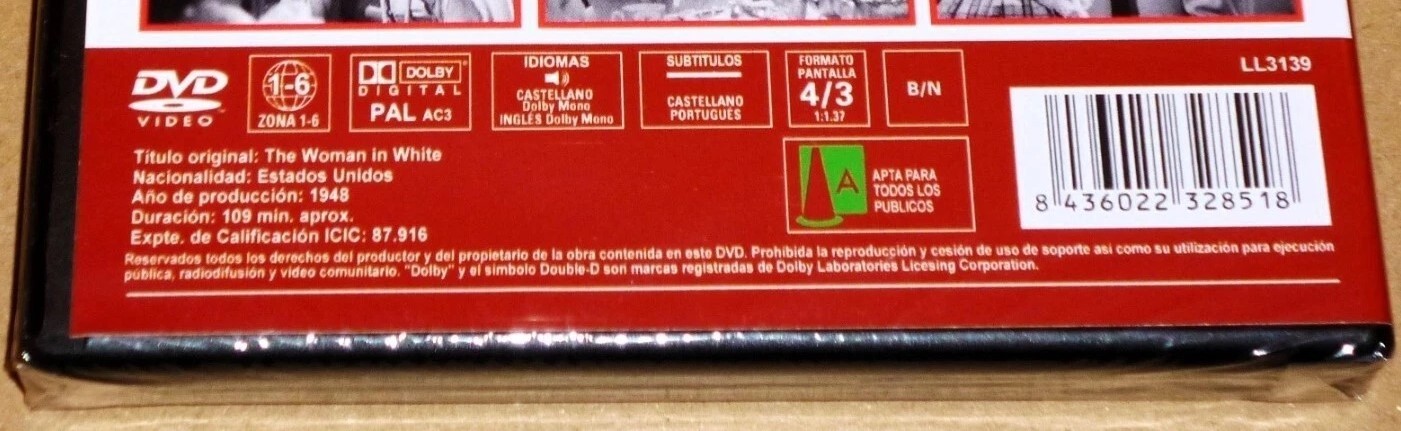 DVD
VIDEO
1-6
ZONA 1-6
DOLBY
DIGITAL
PAL AC3
IDIOMAS
CASTELLANO
Dolby Mono
INGLÉS Dolby Mono
SUBTITULOS
CASTELLANO
PORTUGUÉS
FORMATO
PANTALLA
4/3
1:1.37
B/N
LL3139
A
APTA PARA
TODOS LOS
PUBLICOS
8 436022 328518
Título original: The Woman in White
Nacionalidad: Estados Unidos
Año de producción: 1948
Duración: 109 min. aprox.
Expte. de Calificación ICIC: 87.916
Reservados todos los derechos del productor y del propietario de la obra contenida en este DVD. Prohibida la reproducción y cesión de uso de soporte asi como su utilización para ejecución
pública, radiodifusión y video comunitario. "Dolby" y el simbolo Double-D son marcas registradas de Dolby Laboratories Licesing Corporation.